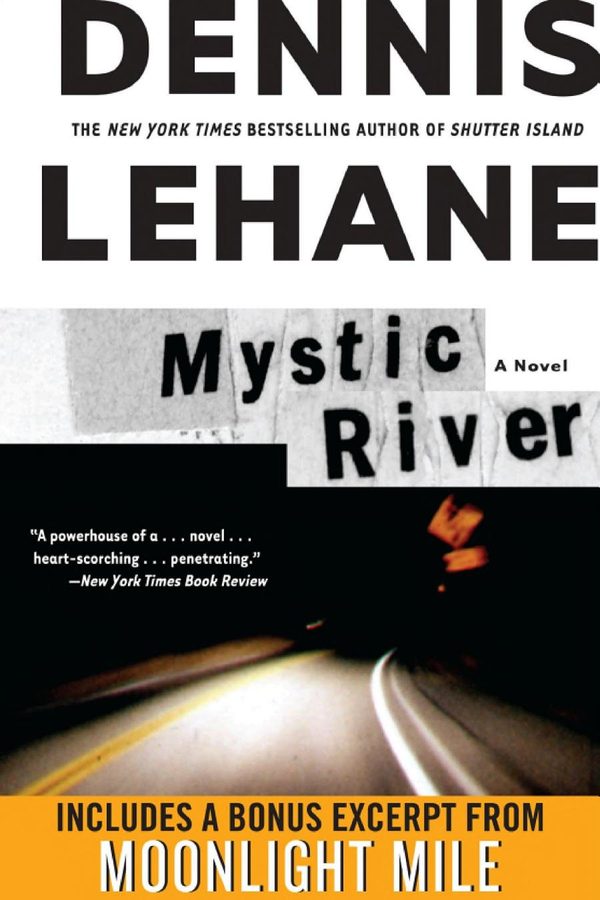 DENNIS
THE NEW YORK TIMES BESTSELLING AUTHOR OF SHUTTER ISLAND
LEHANE
Mystic
A Novel
River
“A powerhouse of a . . . novel . . .
heart-scorching . . . penetrating.”
—New York Times Book Review
INCLUDES A BONUS EXCERPT FROM
MOONLIGHT MILE